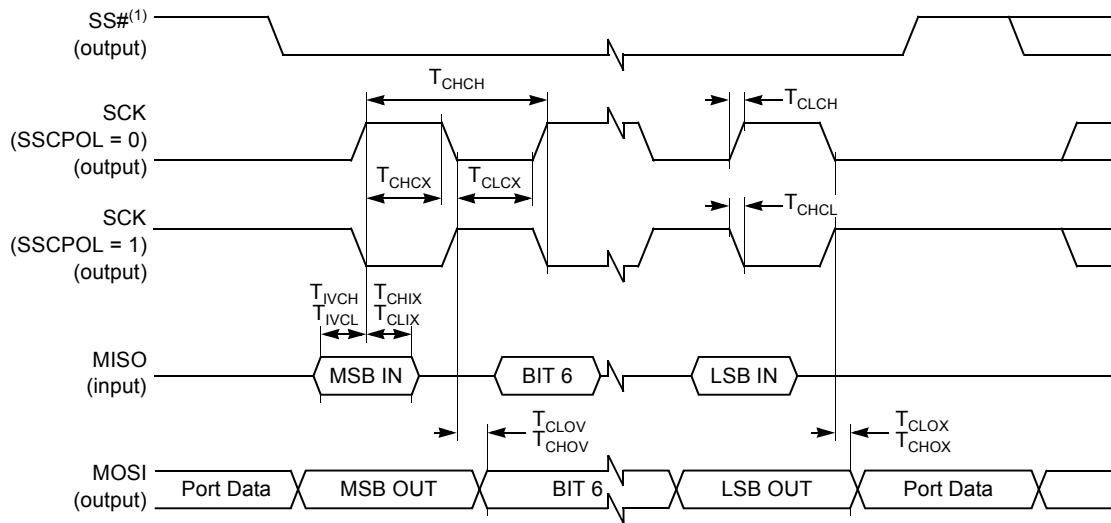 SS#(1)
(output)
TCHCH
TCLCH
SCK
(SSCPOL = 0)
(output)
TCHCX
TCLCX
TCHCL
SCK
(SSCPOL = 1)
(output)
TIVCH
TIVCL
TCHIX
TCLIX
MISO
(input)
MSB IN
BIT 6
LSB IN
TCLOV
TCHOV
TCLOX
TCHOX
MOSI
(output)
Port Data
MSB OUT
BIT 6
LSB OUT
Port Data